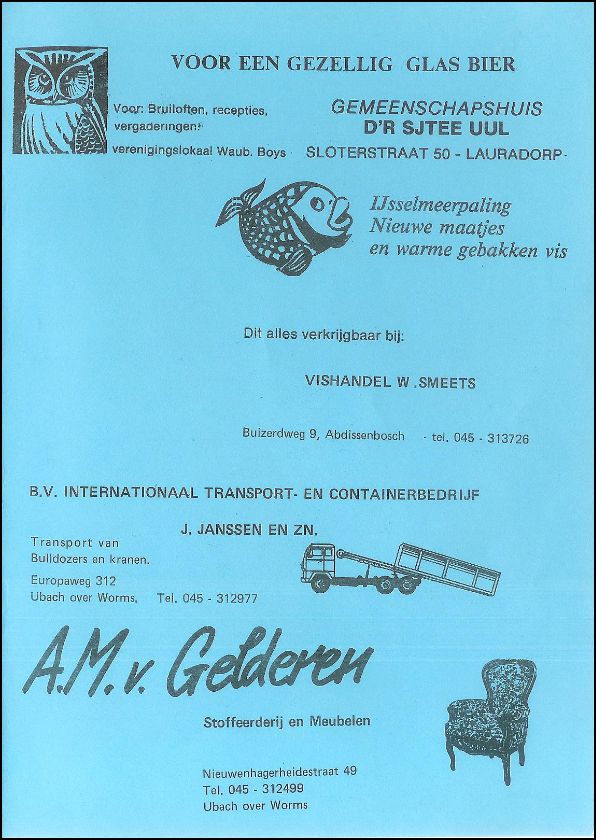 VOOR EEN GEZELLIG GLAS BIER
Voor: Bruiloften, recepties,
vergaderingen:
verenigingslokaal Waub. Boys
GEMEENSCHAPSHUIS
D'R SJTEE UUL
SLOTERSTRAAT 50 - LAURADORP-
IJsselmeerpaling
Nieuwe maatjes
en warme gebakken vis
Dit alles verkrijgbaar bij:
VISHANDEL W.SMEETS
Buizerdweg 9, Abdissenbosch - tel. 045 - 313726
B.V. INTERNATIONAAL TRANSPORT- EN CONTAINERBEDRIJF
J. JANSSEN EN ZN.
Transport van
Bulldozers en kranen.
Europaweg 312
Ubach over Worms, Tel. 045 - 312977
A.M. v. Gelderen
Stoffeerderij en Meubelen
Nieuwenhagerheidestraat 49
Tel. 045 - 312499
Ubach over Worms